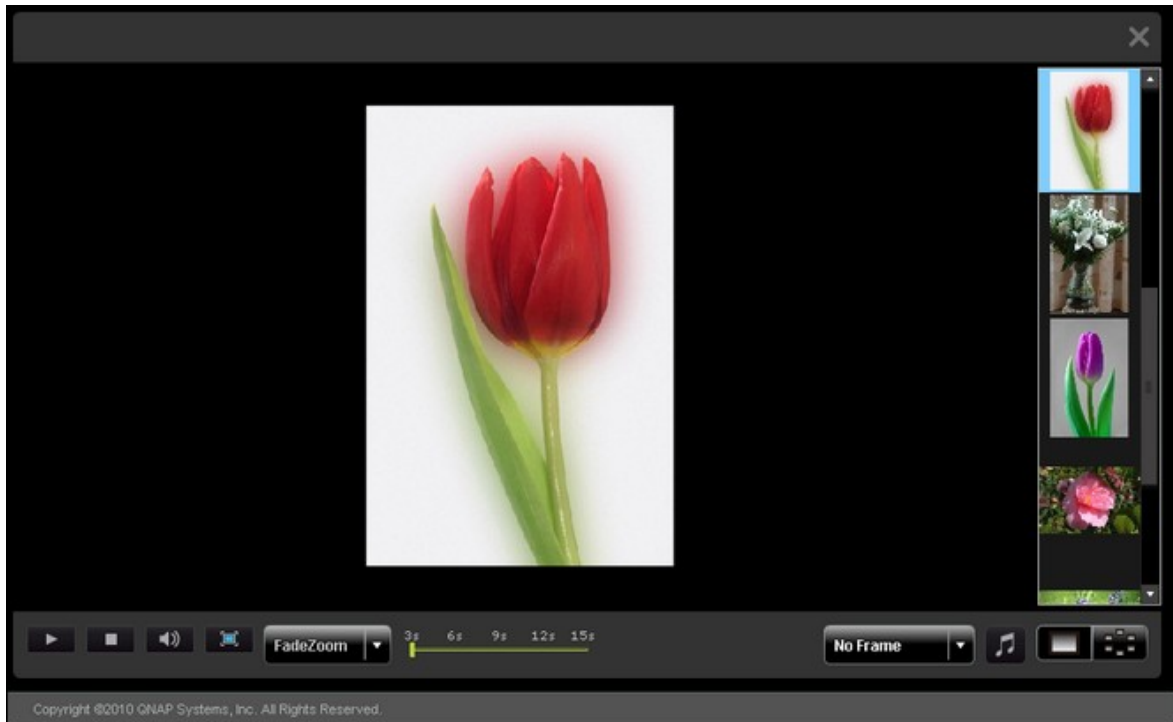 FadeZoom
3s 6s 9s 12s 15s
No Frame
Copyright ©2010 QNAP Systems, Inc. All Rights Reserved.